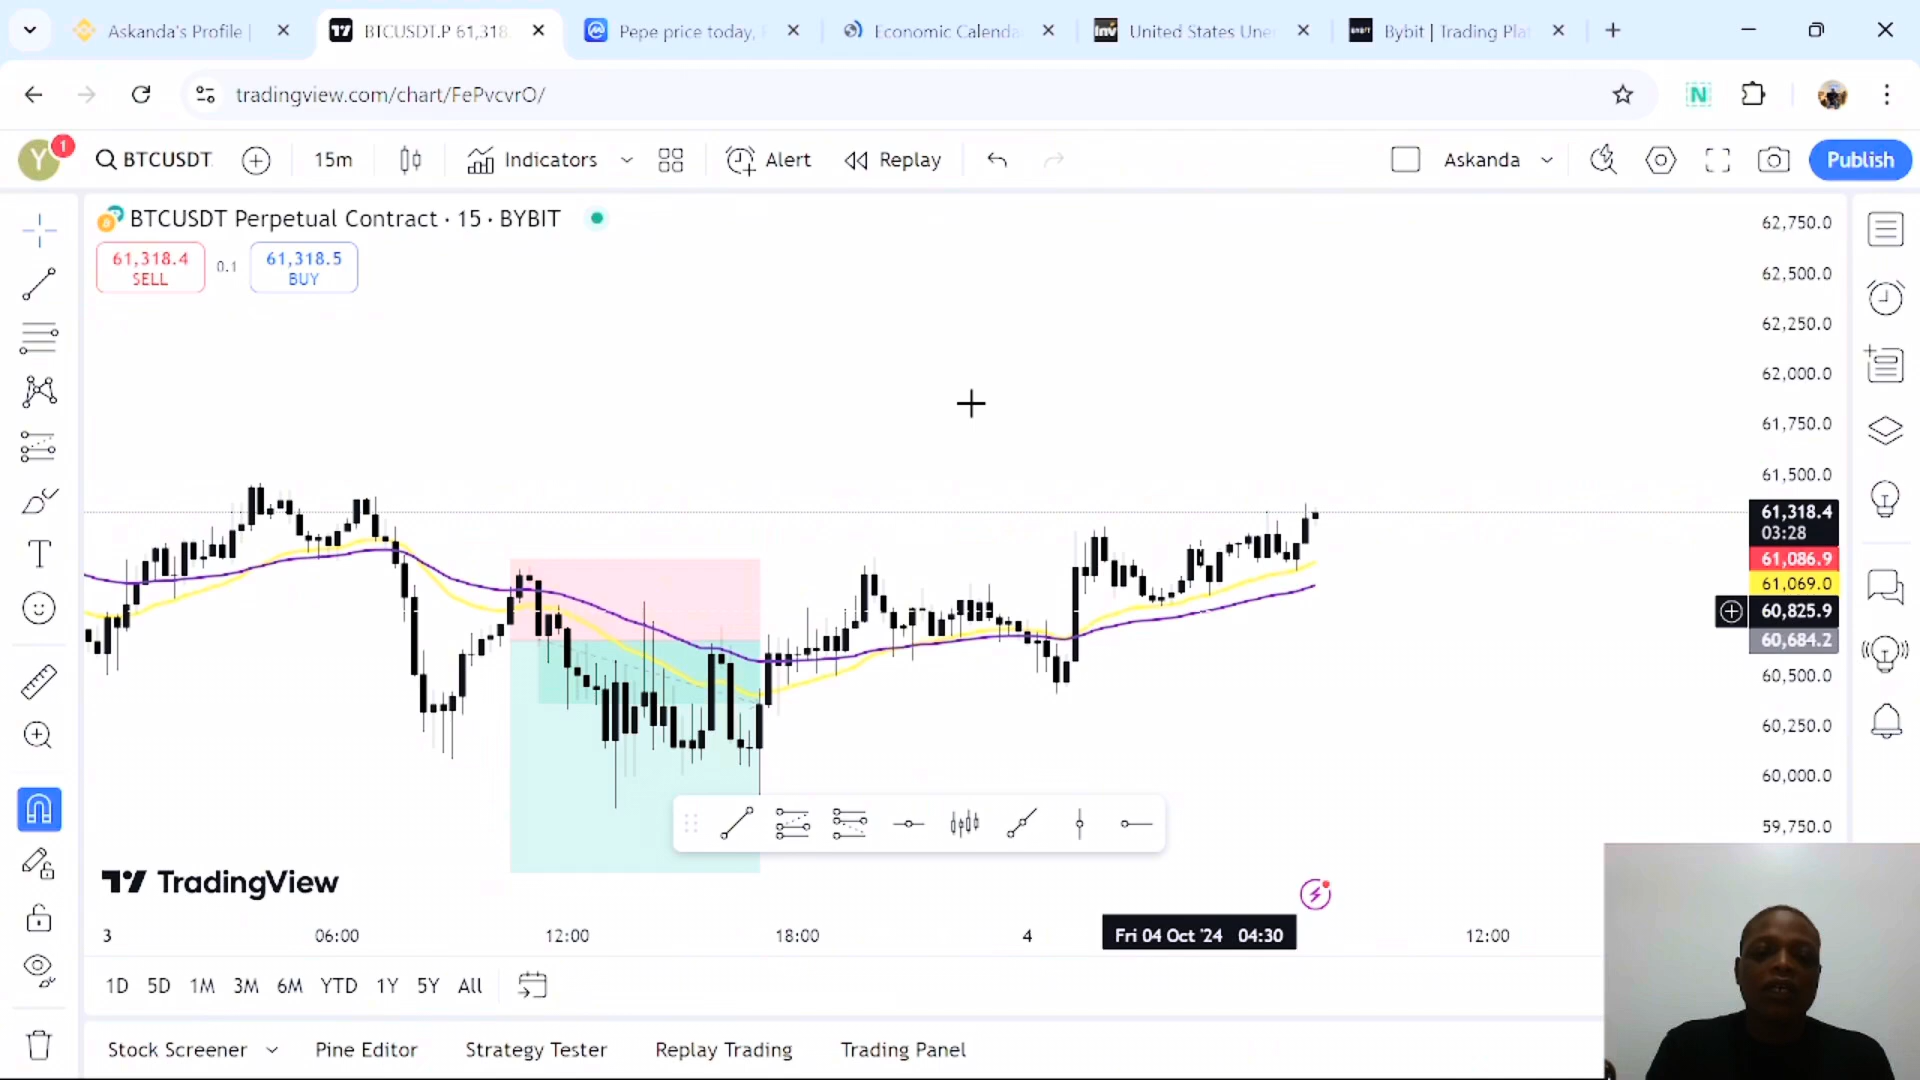 Askanda's Profile |
BTCUSDT.P 61,318
Pepe price today,
Economic Calenda
United States Une
Bybit | Trading Pla
tradingview.com/chart/FePvcvrO/
N
Y
1
BTCUSDT.
15m
Indicators
Alert
Replay
Askanda
Publish
BTCUSDT Perpetual Contract · 15 · BYBIT
61,318.4
SELL
0.1
61,318.5
BUY
62,750.0
62,500.0
62,250.0
62,000.0
61,750.0
61,500.0
61,318.4
03:28
61,086.9
61,069.0
60,825.9
60,684.2
60,500.0
60,250.0
60,000.0
59,750.0
TradingView
3
06:00
12:00
18:00
4
Fri 04 Oct '24 04:30
12:00
1D 5D 1M 3M 6M YTD 1Y 5Y All
Stock Screener
Pine Editor
Strategy Tester
Replay Trading
Trading Panel